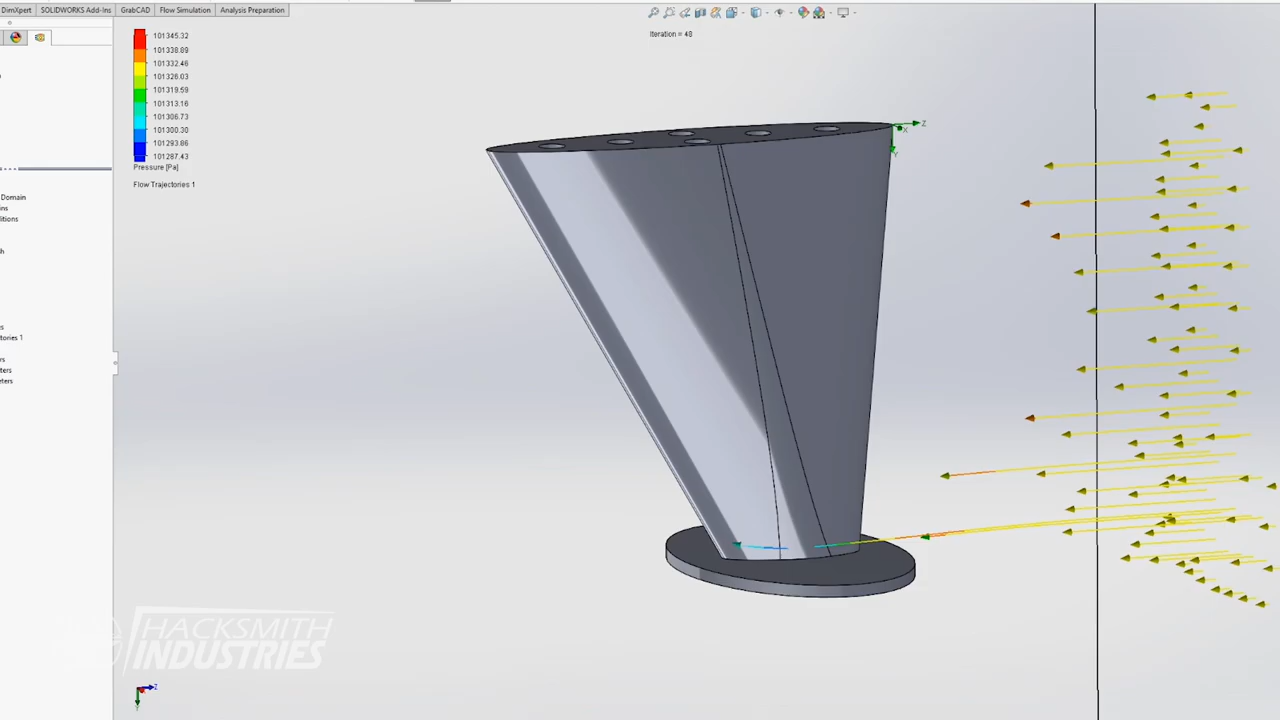 DimXpert SOLIDWORKS Add-Ins GrabCAD Flow Simulation Analysis Preparation
Iteration = 48
101345.32
101338.89
101332.46
101326.03
101319.59
101313.16
101306.73
101300.30
101293.86
101287.43
Pressure [Pa]
Flow Trajectories 1
Z
X
Y
Domain
ditions
tories 1
HACKSMITH
INDUSTRIES
Z
Y